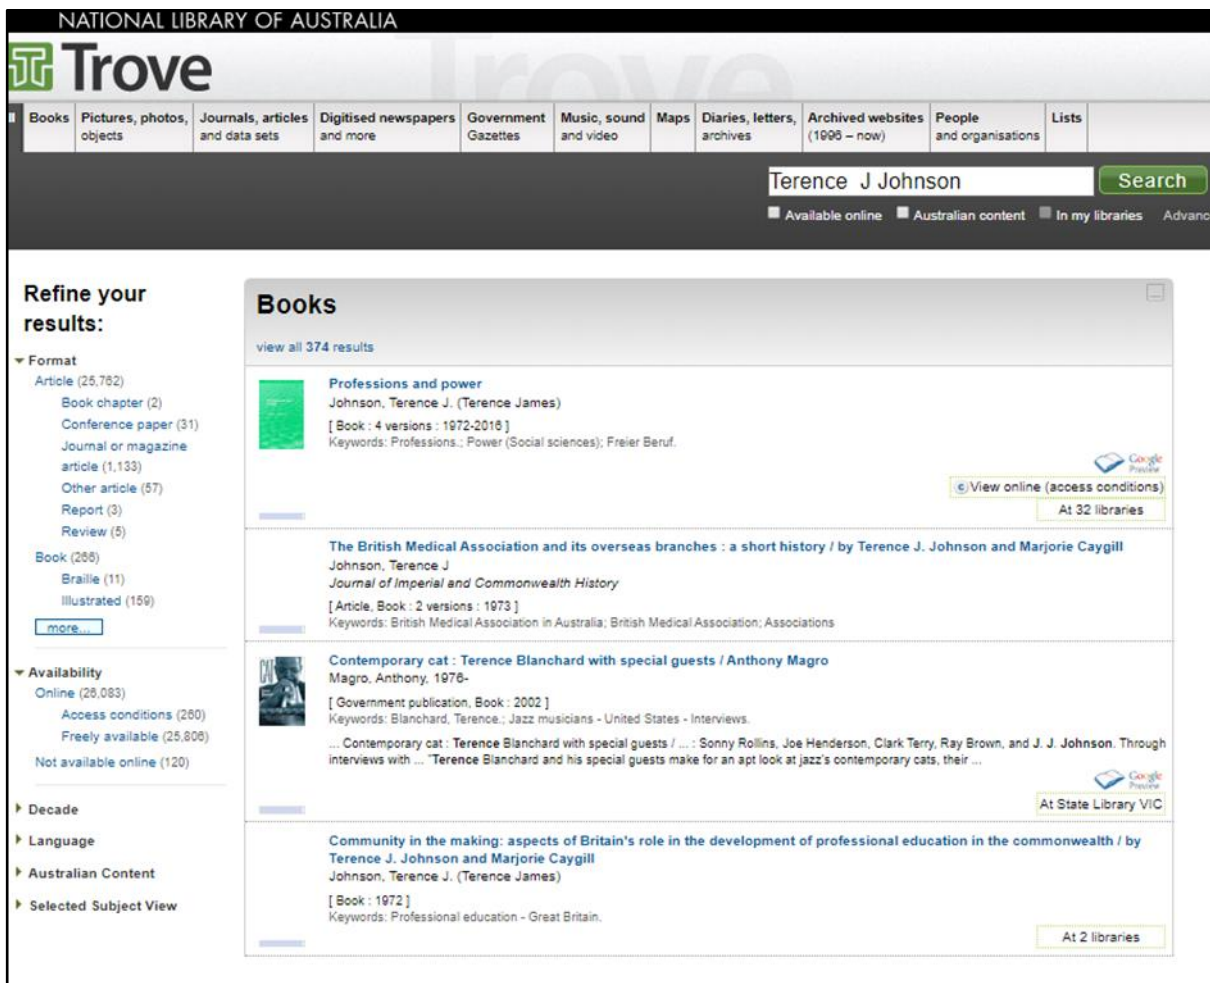 NATIONAL LIBRARY OF AUSTRALIA
Trove
Trove
Books
Pictures, photos,
objects
Journals, articles
and data sets
Digitised newspapers
and more
Government
Gazettes
Music, sound
and video
Maps
Diaries, letters,
archives
Archived websites
(1996 – now)
People
and organisations
Lists
Terence J Johnson
Search
Available online
Australian content
In my libraries
Advanc
Refine your
results:
Format
Article (25,762)
Book chapter (2)
Conference paper (31)
Journal or magazine
article (1,133)
Other article (57)
Report (3)
Review (5)
Book (266)
Braille (11)
Illustrated (159)
more...
Availability
Online (26,083)
Access conditions (260)
Freely available (25,806)
Not available online (120)
Decade
Language
Australian Content
Selected Subject View
Books
view all 374 results
Professions and power
Johnson, Terence J. (Terence James)
[ Book : 4 versions : 1972-2016 ]
Keywords: Professions.; Power (Social sciences); Freier Beruf.
Google
Preview
View online (access conditions)
At 32 libraries
The British Medical Association and its overseas branches : a short history / by Terence J. Johnson and Marjorie Caygill
Johnson, Terence J
Journal of Imperial and Commonwealth History
[ Article, Book : 2 versions : 1973 ]
Keywords: British Medical Association in Australia; British Medical Association; Associations
CAT
Contemporary cat : Terence Blanchard with special guests / Anthony Magro
Magro, Anthony, 1976-
[ Government publication, Book : 2002 ]
Keywords: Blanchard, Terence.; Jazz musicians - United States - Interviews.
... Contemporary cat : Terence Blanchard with special guests / ... : Sonny Rollins, Joe Henderson, Clark Terry, Ray Brown, and J. J. Johnson. Through
interviews with ... "Terence Blanchard and his special guests make for an apt look at jazz's contemporary cats, their ...
Google
Preview
At State Library VIC
Community in the making: aspects of Britain's role in the development of professional education in the commonwealth / by
Terence J. Johnson and Marjorie Caygill
Johnson, Terence J. (Terence James)
[ Book : 1972 ]
Keywords: Professional education - Great Britain.
At 2 libraries